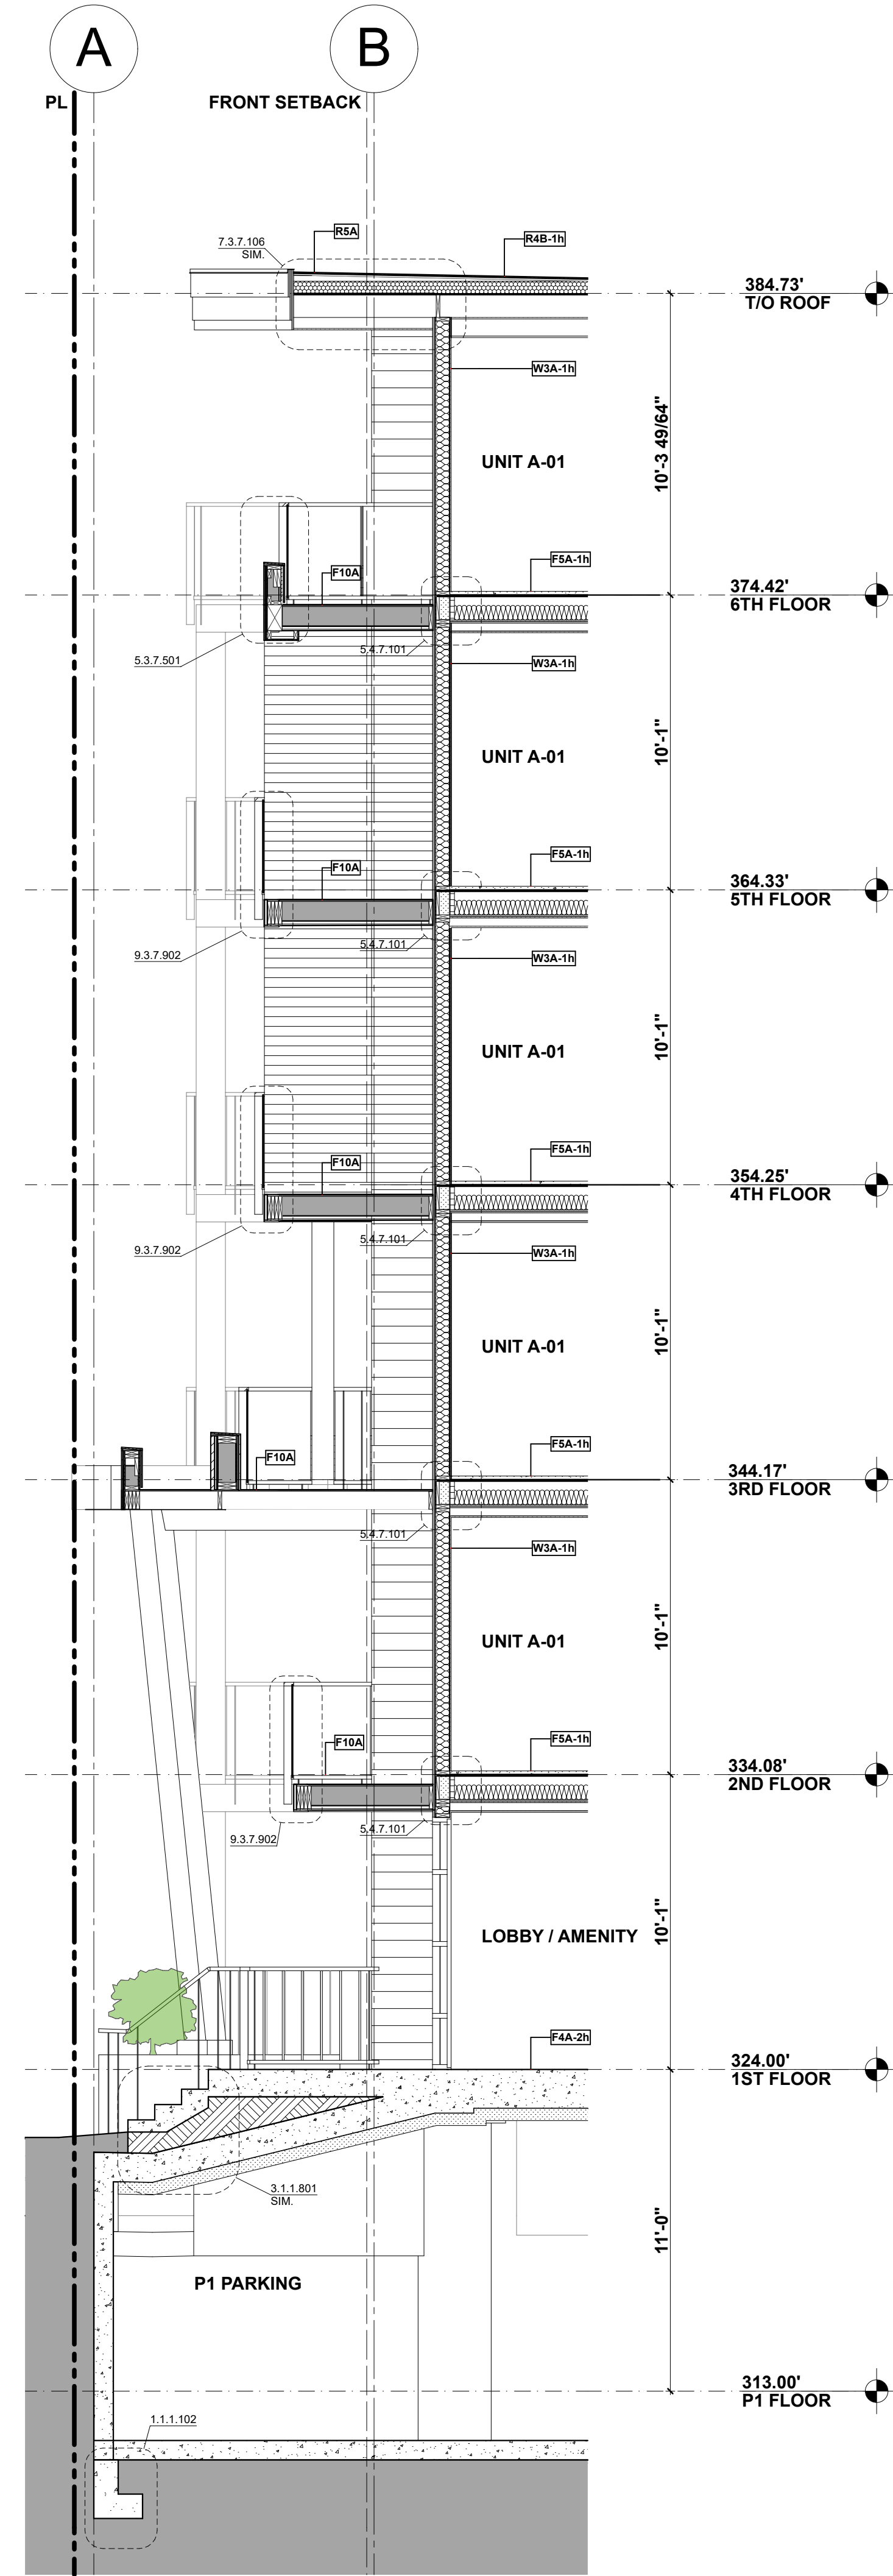 A
B
PL
FRONT SETBACK
7.3.7.106
SIM.
R5A
R4B-1h
384.73'
T/O ROOF
W3A-1h
10'-3 49/64"
UNIT A-01
F5A-1h
F10A
374.42'
6TH FLOOR
5.3.7.501
5.4.7.101
W3A-1h
10'-1"
UNIT A-01
F5A-1h
F10A
364.33'
5TH FLOOR
9.3.7.902
5.4.7.101
W3A-1h
10'-1"
UNIT A-01
F5A-1h
F10A
354.25'
4TH FLOOR
9.3.7.902
5.4.7.101
W3A-1h
10'-1"
UNIT A-01
F5A-1h
F10A
344.17'
3RD FLOOR
5.4.7.101
W3A-1h
10'-1"
UNIT A-01
F5A-1h
F10A
334.08'
2ND FLOOR
9.3.7.902
5.4.7.101
10'-1"
LOBBY / AMENITY
F4A-2h
324.00'
1ST FLOOR
3.1.1.801
SIM.
11'-0"
P1 PARKING
313.00'
P1 FLOOR
1.1.1.102